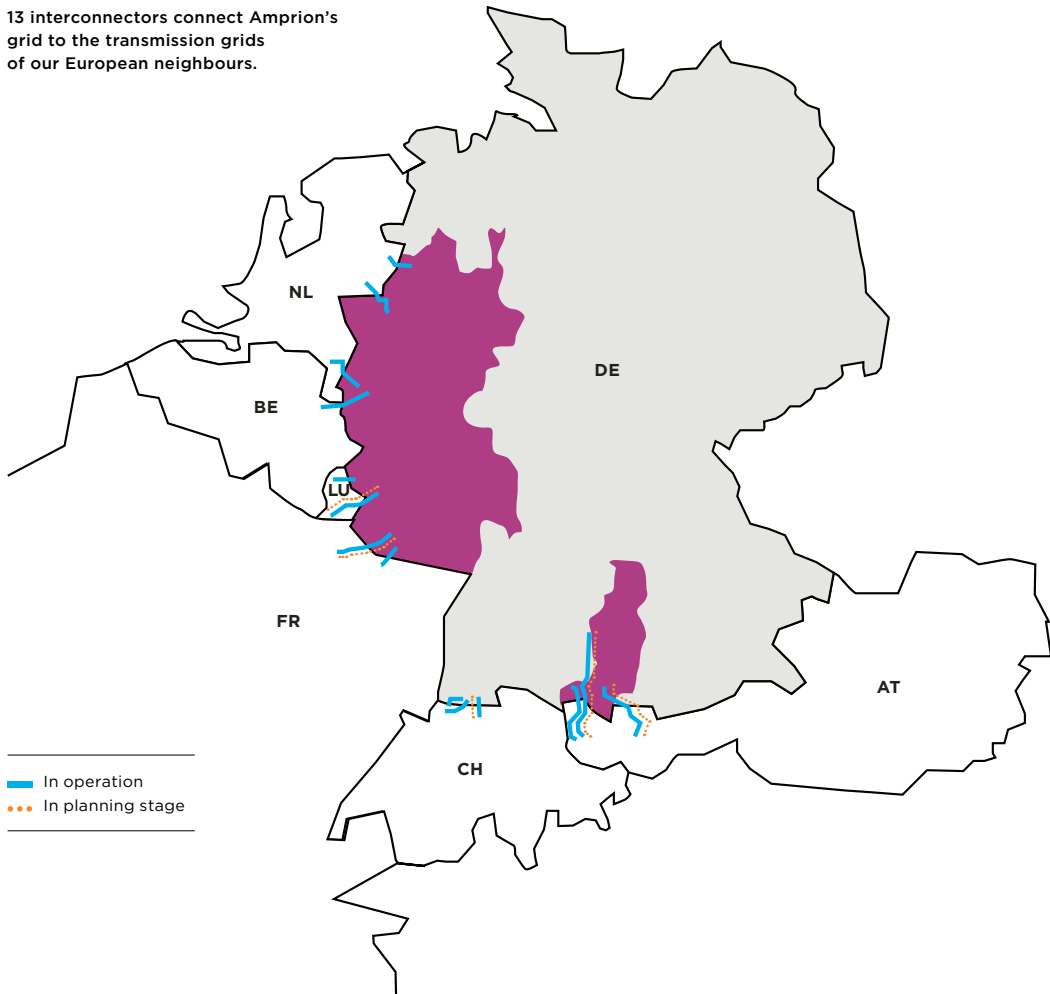 13 interconnectors connect Amprion's
grid to the transmission grids
of our European neighbours.
NL
DE
BE
LU
FR
AT
CH
In operation
In planning stage